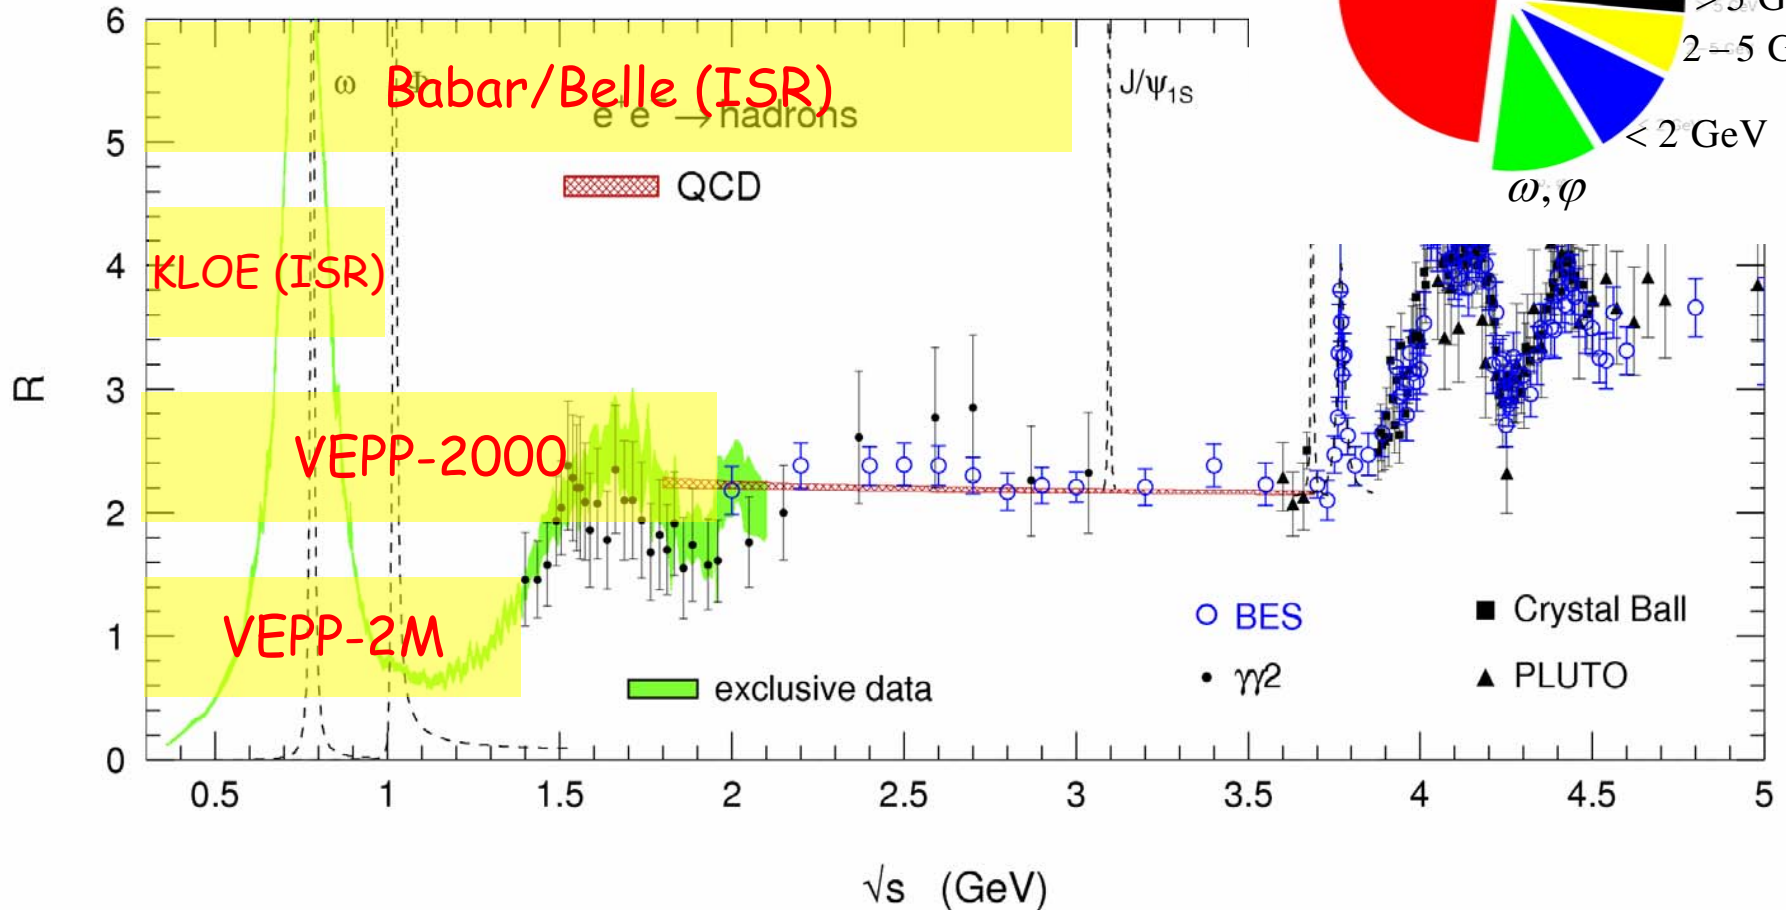 > 5 G
2–5 G
< 2 GeV
ω, φ
6
5
4
3
2
1
0
R
ω
Φ
Babar/Belle (ISR)
e⁺e⁻ → hadrons
J/ψ₁S
QCD
KLOE (ISR)
VEPP-2000
VEPP-2M
exclusive data
BES
γγ2
Crystal Ball
PLUTO
0.5 1 1.5 2 2.5 3 3.5 4 4.5 5
√s (GeV)